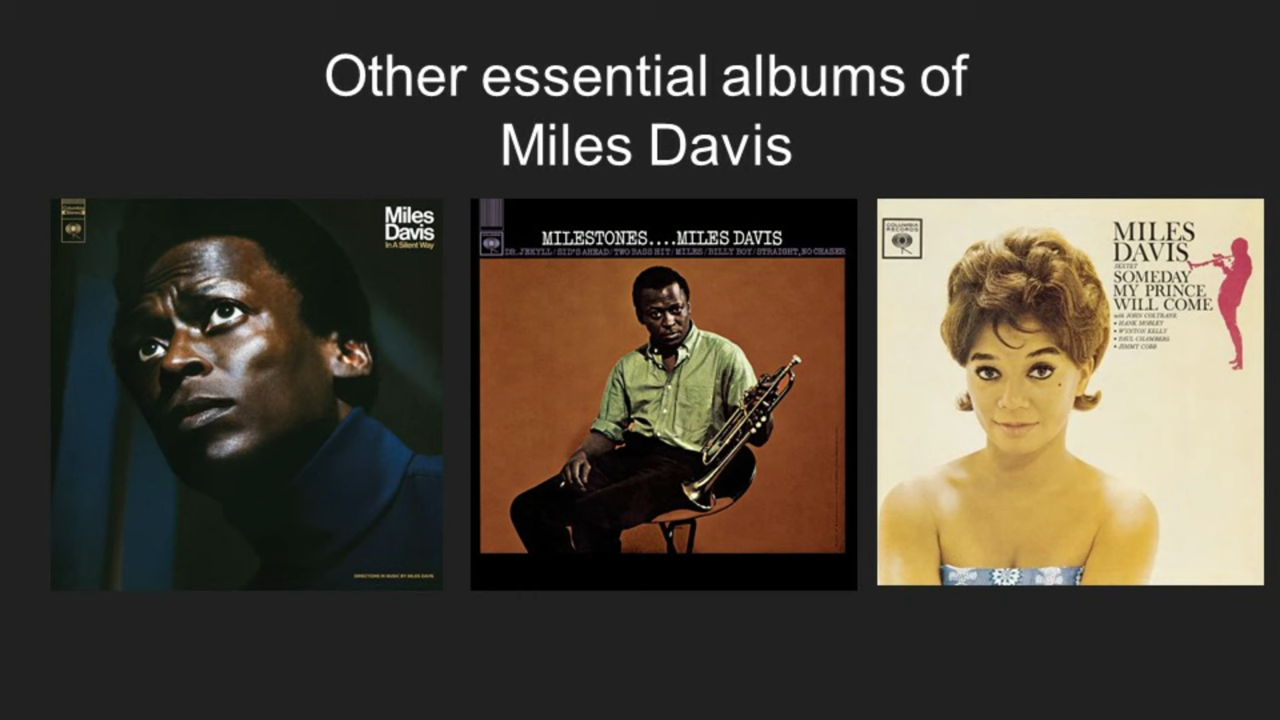 Other essential albums of
Miles Davis
Miles
Davis
In A Silent Way
DIRECTIONS IN MUSIC BY MILES DAVIS
MILESTONES....MILES DAVIS
DR. JEKYLL/SID'S AHEAD/TWO BASS HIT/MILES/BILLY BOY/STRAIGHT, NO CHASER
COLUMBIA
RECORDS
MILES
DAVIS
SEXTET
SOMEDAY
MY PRINCE
WILL COME
with JOHN COLTRANE
• HANK MOBLEY
• WYNTON KELLY
• PAUL CHAMBERS
• JIMMY COBB